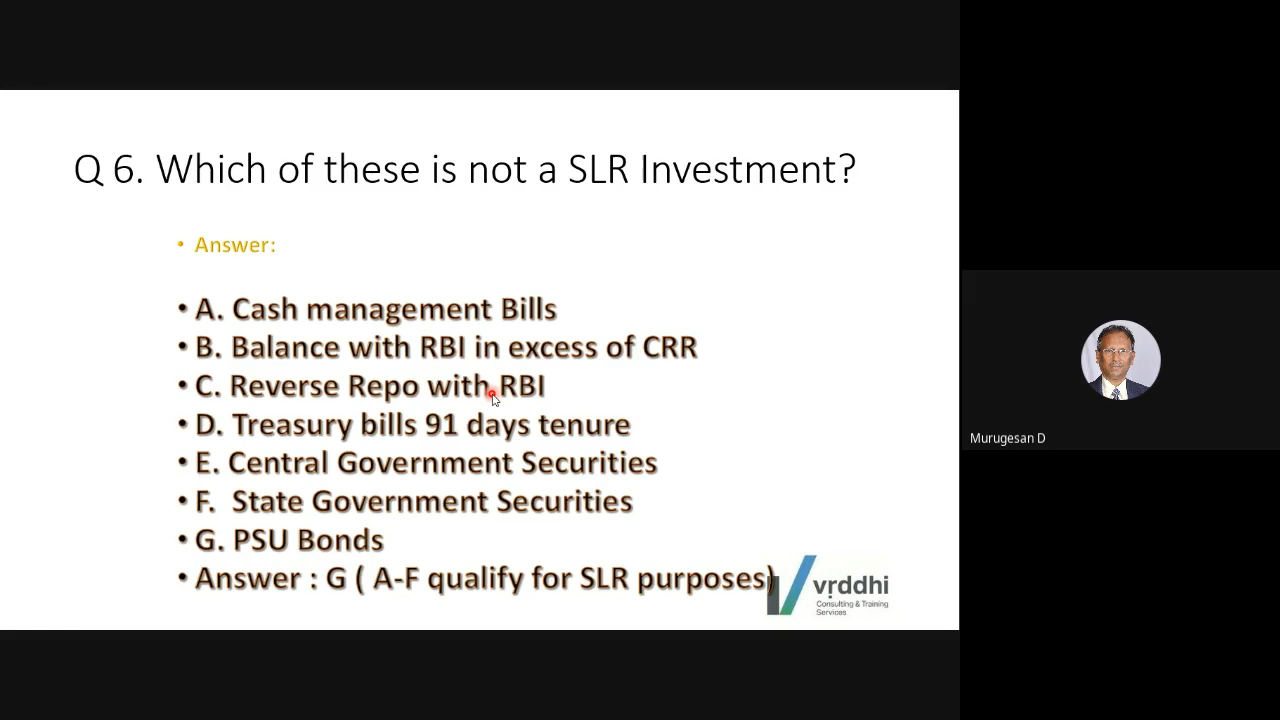 Q 6. Which of these is not a SLR Investment?
• Answer:
• A. Cash management Bills
• B. Balance with RBI in excess of CRR
• C. Reverse Repo with RBI
• D. Treasury bills 91 days tenure
• E. Central Government Securities
• F. State Government Securities
• G. PSU Bonds
• Answer : G ( A-F qualify for SLR purposes)
vṛddhi
Consulting & Training
Services
Murugesan D